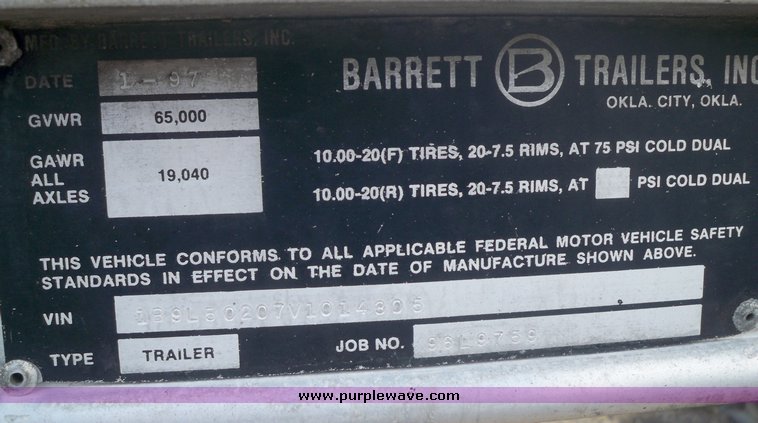 MFD. BY BARRETT TRAILERS, INC.
DATE 1-97
BARRETT B TRAILERS, INC
OKLA. CITY, OKLA.
GVWR 65,000
GAWR ALL AXLES 19,040
10.00-20(F) TIRES, 20-7.5 RIMS, AT 75 PSI COLD DUAL
10.00-20(R) TIRES, 20-7.5 RIMS, AT PSI COLD DUAL
THIS VEHICLE CONFORMS TO ALL APPLICABLE FEDERAL MOTOR VEHICLE SAFETY
STANDARDS IN EFFECT ON THE DATE OF MANUFACTURE SHOWN ABOVE.
VIN 1B9L50207V1014305
TYPE TRAILER
JOB NO. 96L9759
www.purplewave.com